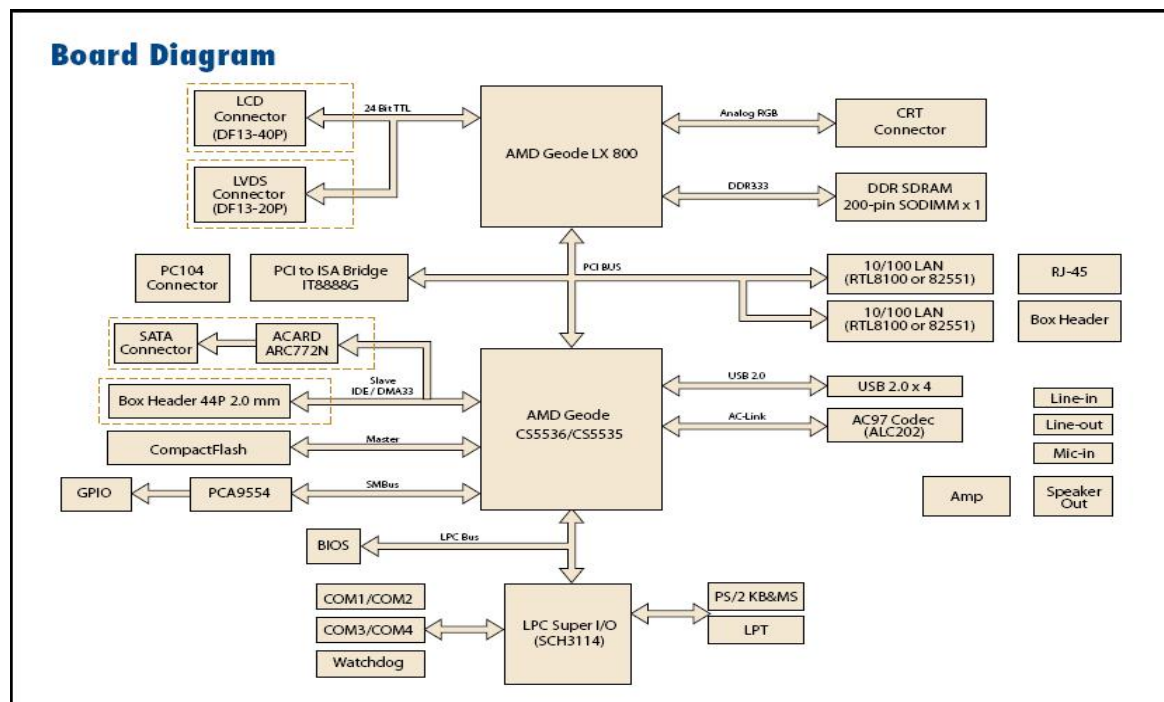 Board Diagram
LCD
Connector
(DF13-40P)
24 Bit TTL
LVDS
Connector
(DF13-20P)
AMD Geode LX 800
Analog RGB
CRT
Connector
DDR333
DDR SDRAM
200-pin SODIMM x 1
PC104
Connector
PCI to ISA Bridge
IT8888G
PCI BUS
10/100 LAN
(RTL8100 or 82551)
RJ-45
10/100 LAN
(RTL8100 or 82551)
Box Header
SATA
Connector
ACARD
ARC772N
Slave
IDE / DMA33
Box Header 44P 2.0 mm
AMD Geode
CS5536/CS5535
USB 2.0
USB 2.0 x 4
AC-Link
AC97 Codec
(ALC202)
Line-in
Line-out
Mic-in
CompactFlash
Master
GPIO
PCA9554
SMBus
Amp
Speaker
Out
BIOS
LPC Bus
COM1/COM2
COM3/COM4
Watchdog
LPC Super I/O
(SCH3114)
PS/2 KB&MS
LPT